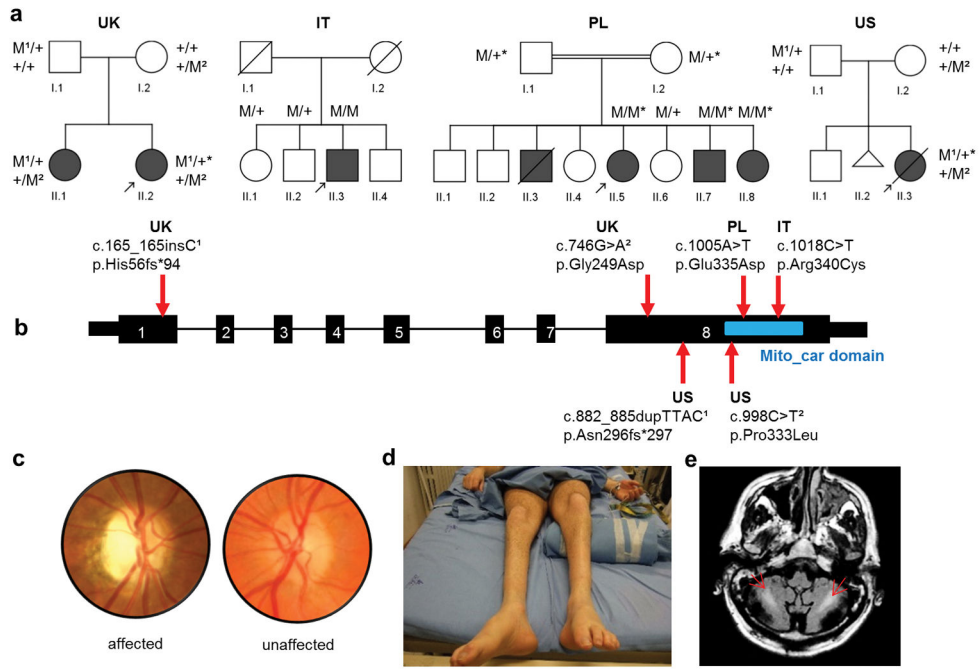 a
UK
IT
PL
US
M¹/+
+/+
+/+
+/M²
I.1
I.2
M¹/+
+/M²
M¹/+*
+/M²
II.1
II.2
I.1
I.2
M/+
M/+
M/M
II.1
II.2
II.3
II.4
M/+*
M/+*
I.1
I.2
M/M*
M/+
M/M*
M/M*
II.1
II.2
II.3
II.4
II.5
II.6
II.7
II.8
M¹/+
+/+
+/+
+/M²
I.1
I.2
M¹/+*
+/M²
II.1
II.2
II.3
UK
c.165_165insC¹
p.His56fs*94
UK
c.746G>A²
p.Gly249Asp
PL
c.1005A>T
p.Glu335Asp
IT
c.1018C>T
p.Arg340Cys
b
1
2
3
4
5
6
7
8
Mito_car domain
US
c.882_885dupTTAC¹
p.Asn296fs*297
US
c.998C>T²
p.Pro333Leu
c
affected
unaffected
d
e